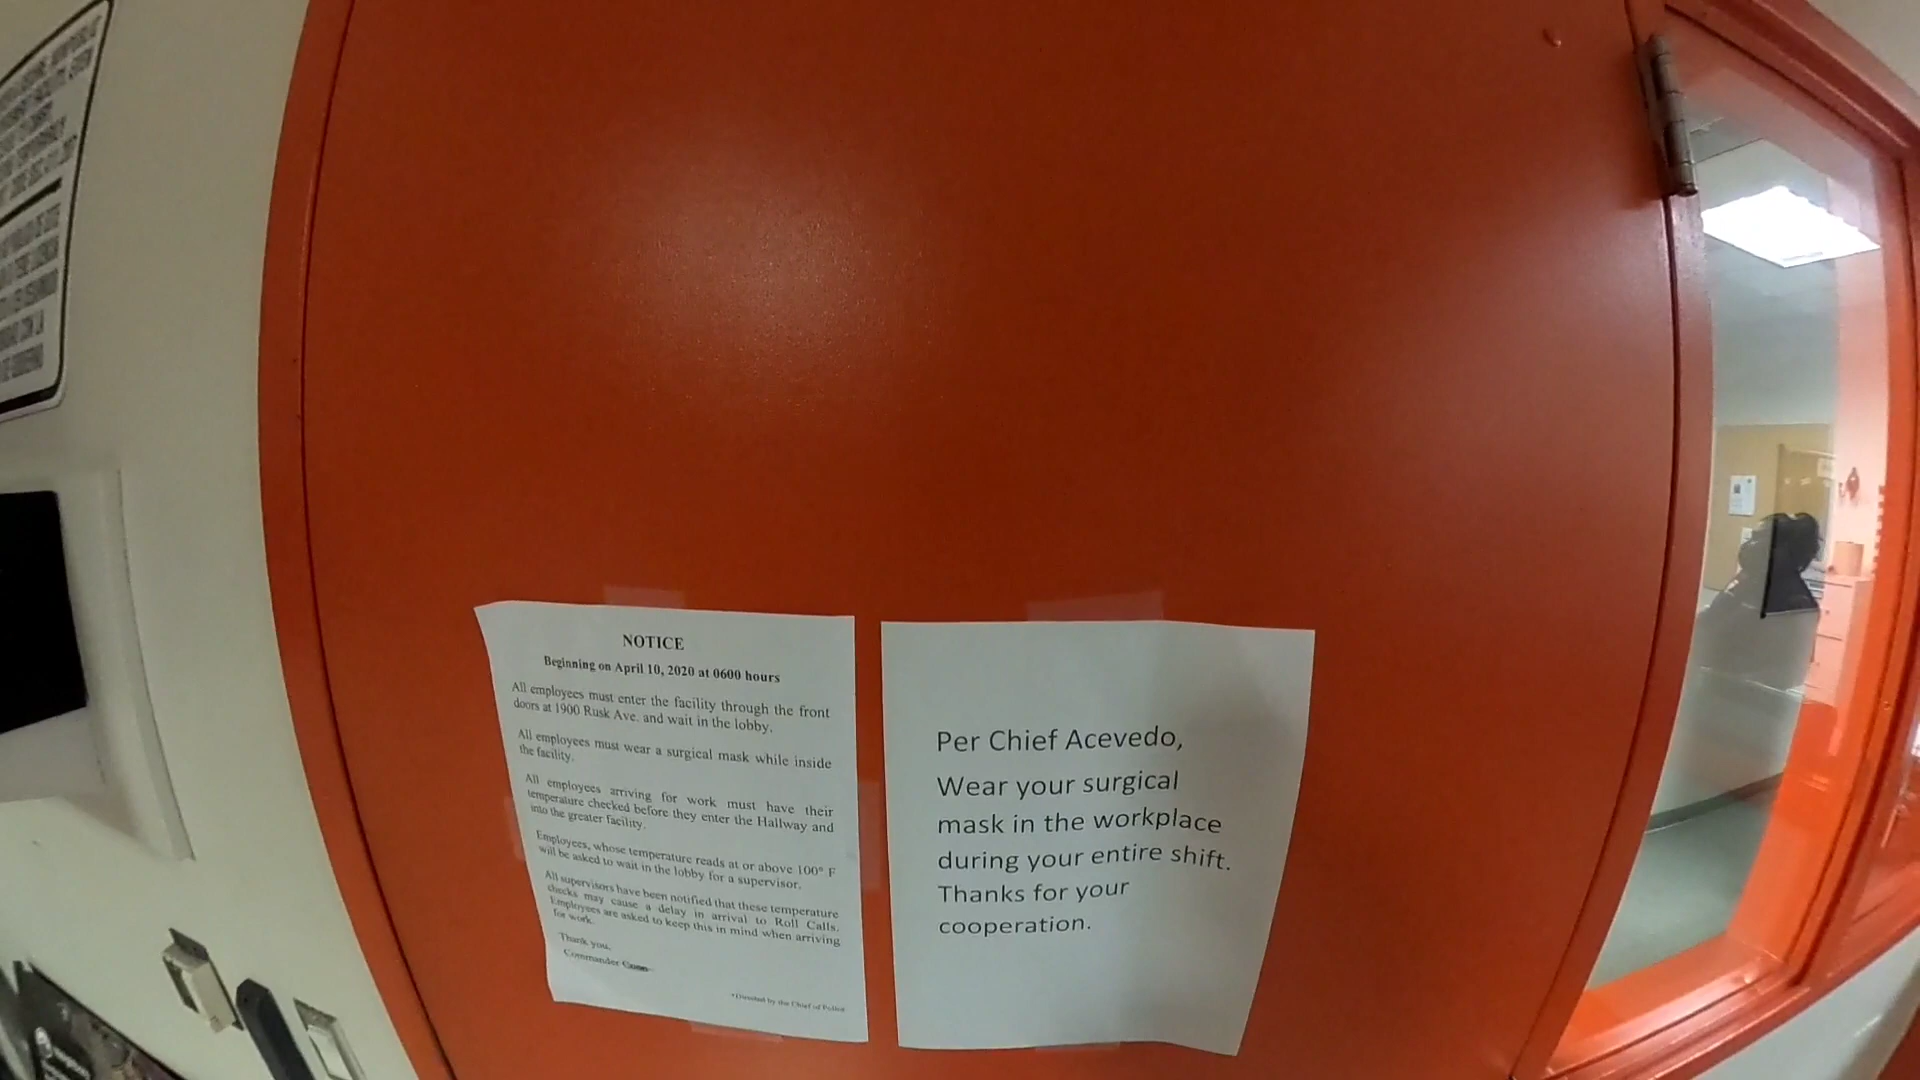 NOTICE
Beginning on April 10, 2020 at 0600 hours
All employees must enter the facility through the front
doors at 1900 Rusk Ave. and wait in the lobby.
All employees must wear a surgical mask while inside
the facility.
All employees arriving for work must have their
temperature checked before they enter the Hallway and
into the greater facility.
Employees, whose temperature reads at or above 100° F
will be asked to wait in the lobby for a supervisor.
All supervisors have been notified that these temperature
checks may cause a delay in arrival to Roll Calls.
Employees are asked to keep this in mind when arriving
for work.
Thank you,
Commander
*Directed by the Chief of Police
Per Chief Acevedo,
Wear your surgical
mask in the workplace
during your entire shift.
Thanks for your
cooperation.